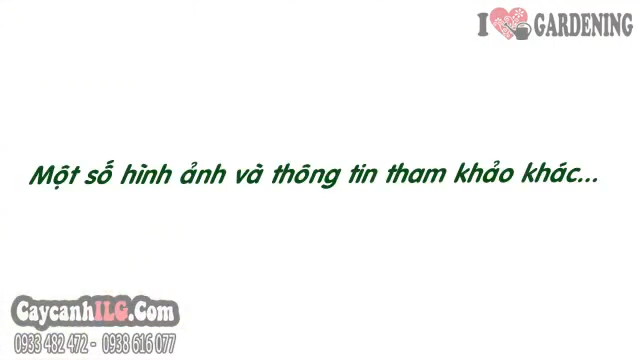 I GARDENING
Một số hình ảnh và thông tin tham khảo khác...
CaycanhILG.Com
0933 482 472 - 0938 616 077